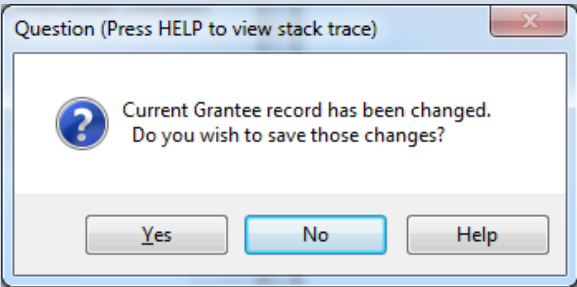 Question (Press HELP to view stack trace)
Current Grantee record has been changed.
Do you wish to save those changes?
Yes
No
Help